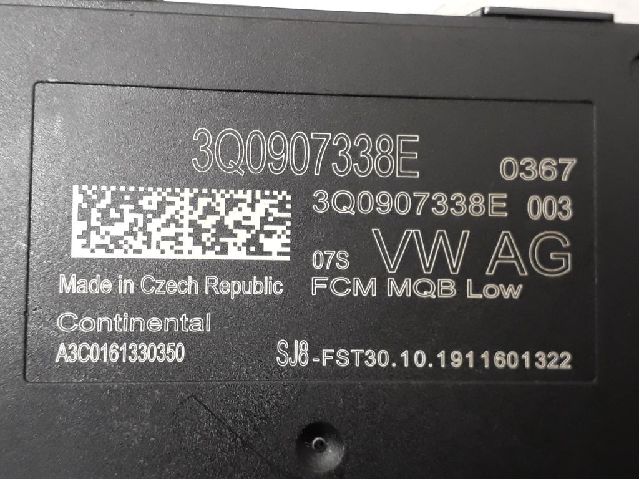 3Q0907338E 0367
3Q0907338E 003
07S VW AG
Made in Czech Republic FCM MQB Low
Continental
A3C0161330350 SJ8-FST30.10.1911601322